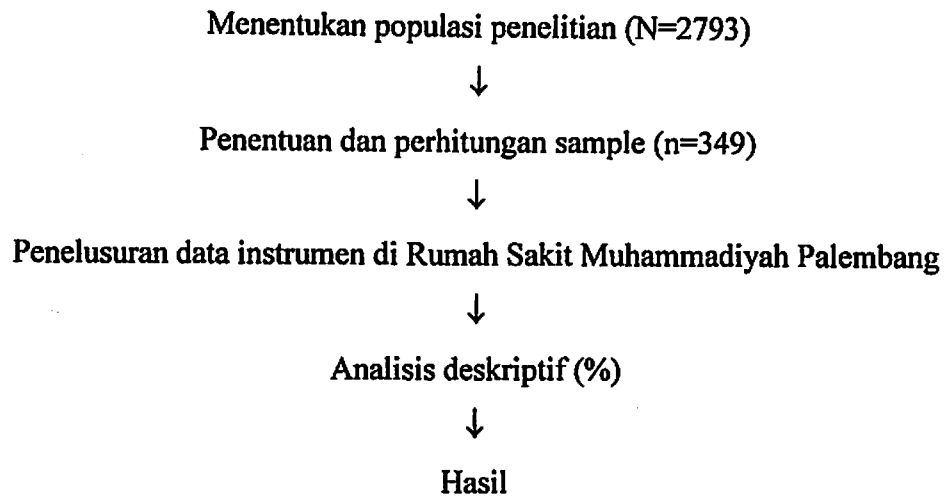 Menentukan populasi penelitian (N=2793)
↓
Penentuan dan perhitungan sample (n=349)
↓
Penelusuran data instrumen di Rumah Sakit Muhammadiyah Palembang
↓
Analisis deskriptif (%)
↓
Hasil